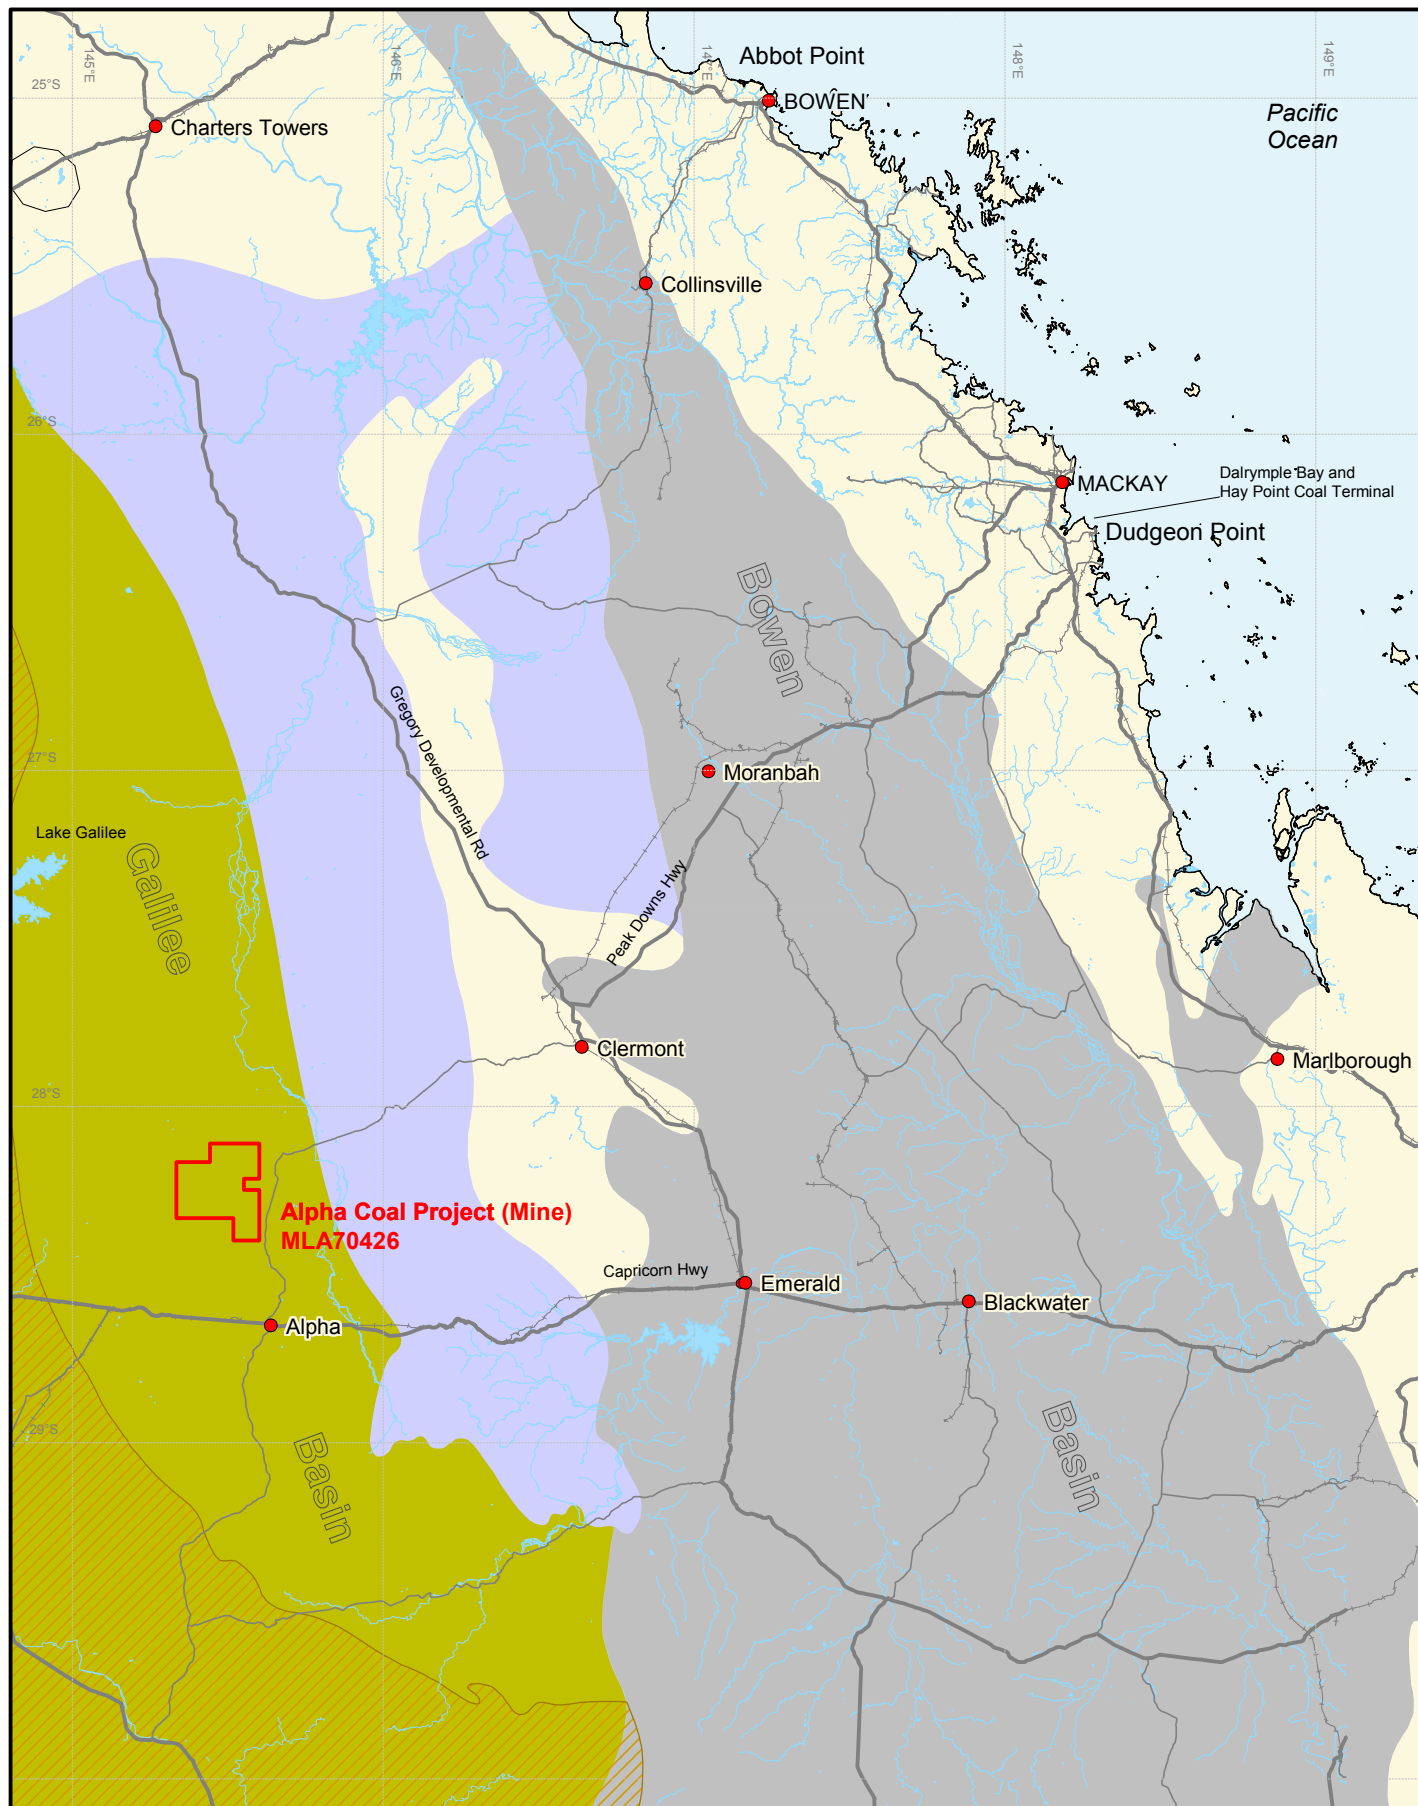 145°E
146°E
147°E
148°E
149°E
Abbot Point
25°S
BOWEN
Pacific
Ocean
Charters Towers
Collinsville
26°S
MACKAY
Dalrymple Bay and
Hay Point Coal Terminal
Dudgeon Point
Bowen
Gregory Developmental Rd
27°S
Moranbah
Lake Galilee
Galilee
Peak Downs Hwy
Clermont
Marlborough
28°S
Alpha Coal Project (Mine)
MLA70426
Capricorn Hwy
Emerald
Blackwater
Alpha
29°S
Basin
Basin